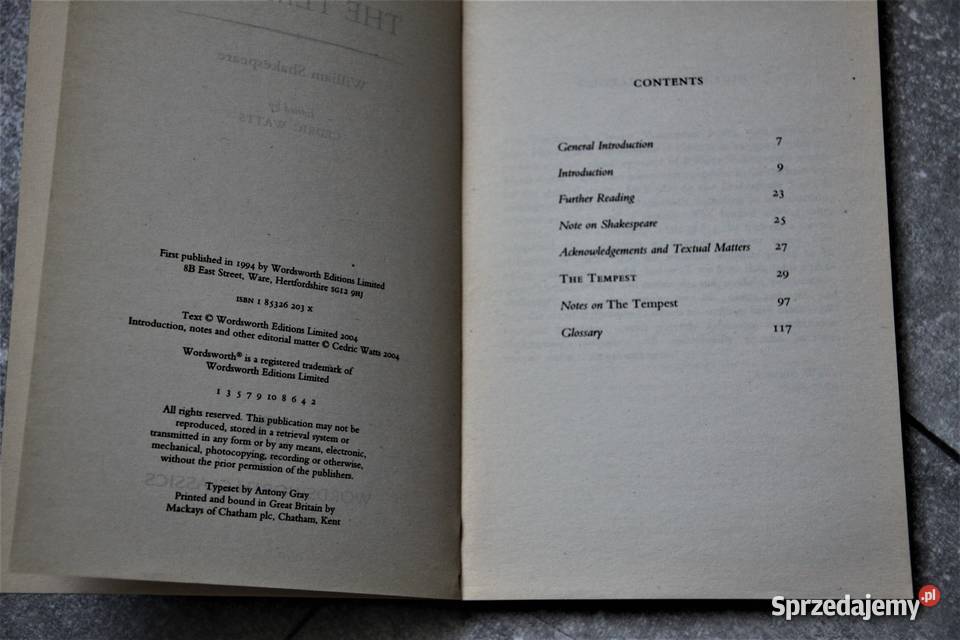 First published in 1994 by Wordsworth Editions Limited
8B East Street, Ware, Hertfordshire SG12 9HJ
ISBN 1 85326 203 X
Text © Wordsworth Editions Limited 2004
Introduction, notes and other editorial matter © Cedric Watts 2004
Wordsworth® is a registered trademark of
Wordsworth Editions Limited
1 3 5 7 9 10 8 6 4 2
All rights reserved. This publication may not be
reproduced, stored in a retrieval system or
transmitted in any form or by any means, electronic,
mechanical, photocopying, recording or otherwise,
without the prior permission of the publishers.
Typeset by Antony Gray
Printed and bound in Great Britain by
Mackays of Chatham plc, Chatham, Kent
CONTENTS
General Introduction 7
Introduction 9
Further Reading 23
Note on Shakespeare 25
Acknowledgements and Textual Matters 27
THE TEMPEST 29
Notes on The Tempest 97
Glossary 117
Sprzedajemy.pl